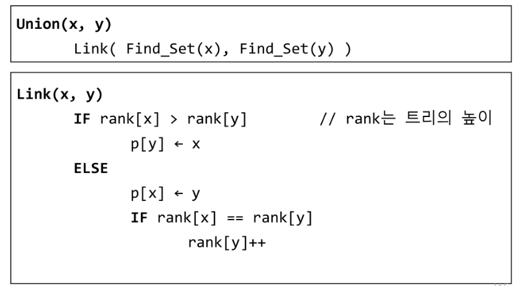 Union(x, y)
Link( Find_Set(x), Find_Set(y) )
Link(x, y)
IF rank[x] > rank[y] // rank는 트리의 높이
p[y] ← x
ELSE
p[x] ← y
IF rank[x] == rank[y]
rank[y]++